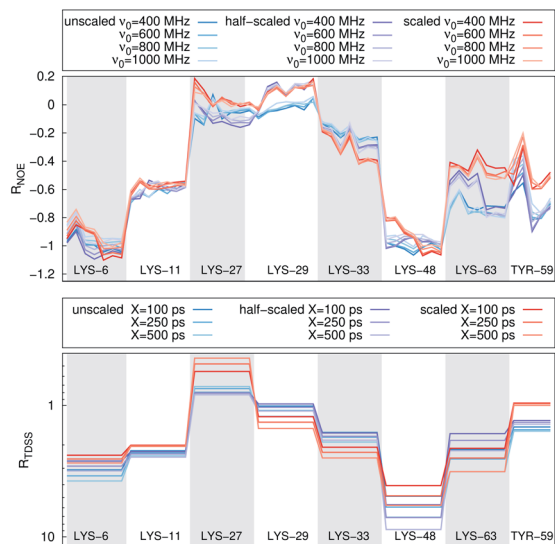 unscaled ν0=400 MHz half-scaled ν0=400 MHz scaled ν0=400 MHz
ν0=600 MHz ν0=600 MHz ν0=600 MHz
ν0=800 MHz ν0=800 MHz ν0=800 MHz
ν0=1000 MHz ν0=1000 MHz ν0=1000 MHz
0.2
0
−0.2
−0.4
−0.6
−0.8
−1
−1.2
RNOE
LYS−6 LYS−11 LYS−27 LYS−29 LYS−33 LYS−48 LYS−63 TYR−59
unscaled X=100 ps half−scaled X=100 ps scaled X=100 ps
X=250 ps X=250 ps X=250 ps
X=500 ps X=500 ps X=500 ps
1
10
RTDSS
LYS−6 LYS−11 LYS−27 LYS−29 LYS−33 LYS−48 LYS−63 TYR−59